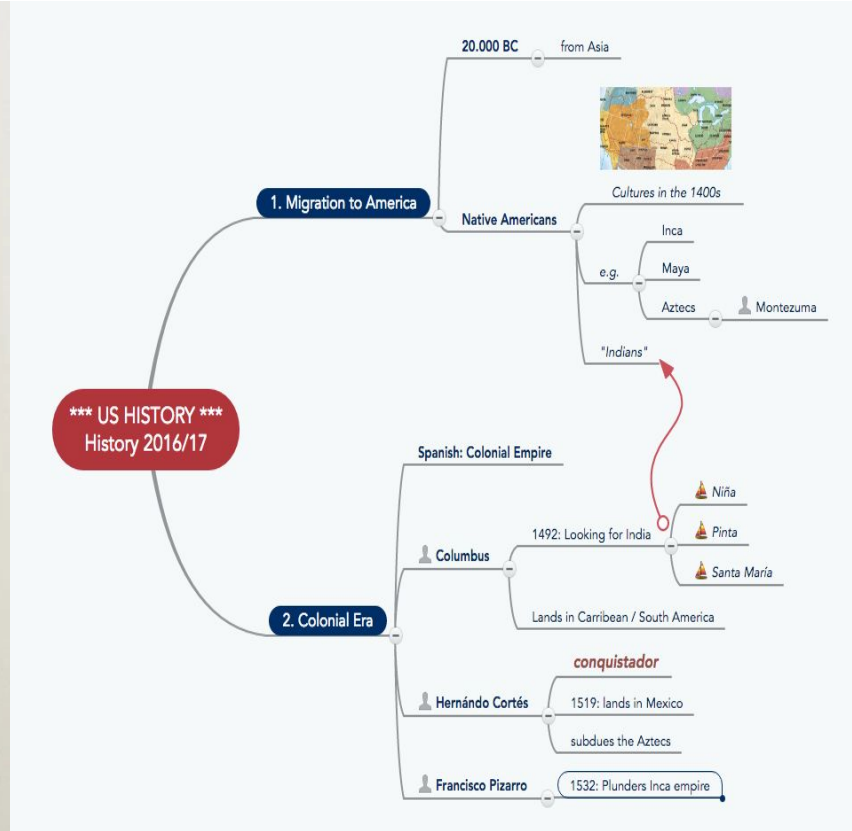 20.000 BC
from Asia
1. Migration to America
Native Americans
Cultures in the 1400s
e.g.
Inca
Maya
Aztecs
Montezuma
"Indians"
*** US HISTORY ***
History 2016/17
2. Colonial Era
Spanish: Colonial Empire
Columbus
1492: Looking for India
Niña
Pinta
Santa María
Lands in Carribean / South America
Hernándo Cortés
conquistador
1519: lands in Mexico
subdues the Aztecs
Francisco Pizarro
1532: Plunders Inca empire